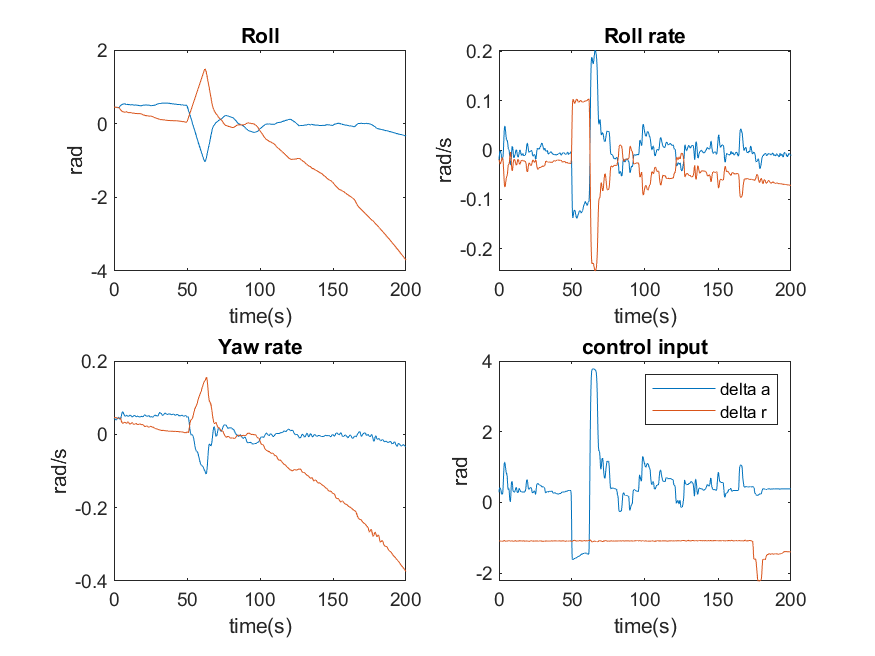 Roll
2
0
-2
-4
rad
0 50 100 150 200
time(s)
Roll rate
0.2
0.1
0
-0.1
-0.2
rad/s
0 50 100 150 200
time(s)
Yaw rate
0.2
0
-0.2
-0.4
rad/s
0 50 100 150 200
time(s)
control input
4
2
0
-2
rad
delta a
delta r
0 50 100 150 200
time(s)